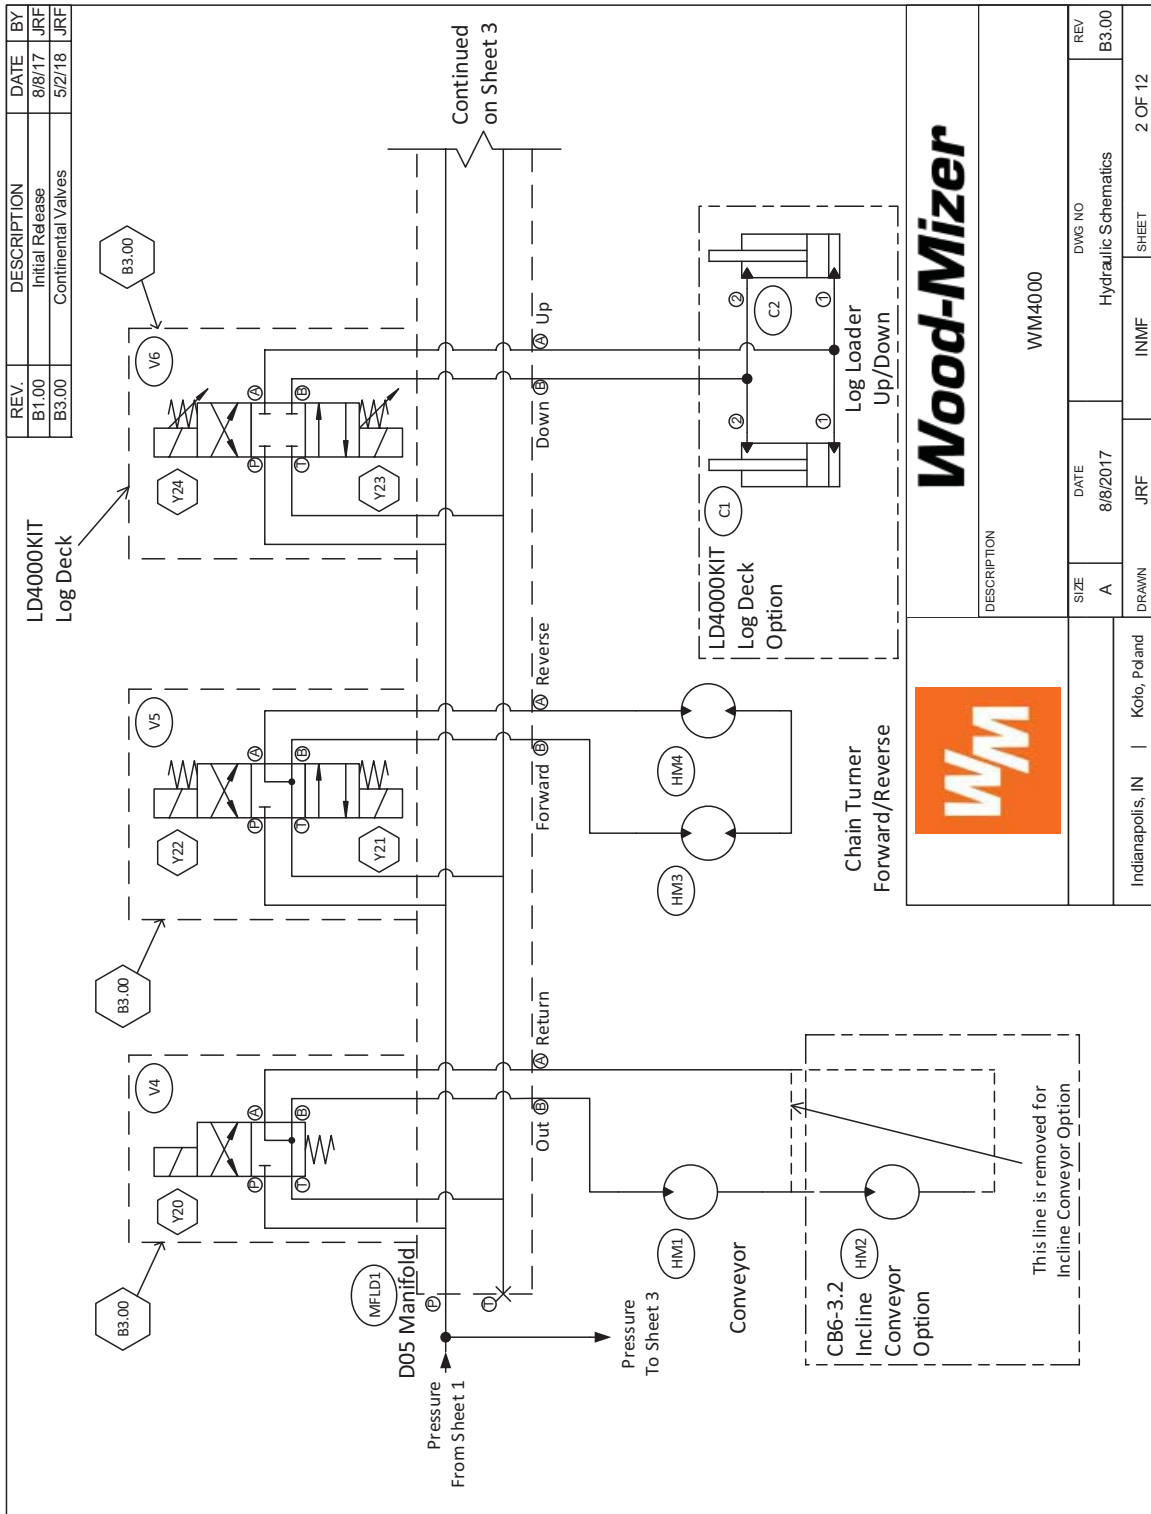 REV.
DESCRIPTION
DATE
BY
B1.00
Initial Release
8/8/17
JRF
B3.00
Continental Valves
5/2/18
JRF
LD4000KIT
Log Deck
B3.00
B3.00
B3.00
V4
V5
V6
Y20
Y22
Y21
Y24
Y23
P
A
T
B
P
A
T
B
P
A
T
B
MFLD1
D05 Manifold
P
T
Pressure
From Sheet 1
Pressure
To Sheet 3
Continued
on Sheet 3
Out
B
A
Return
Forward
B
A
Reverse
Down
B
A
Up
HM1
Conveyor
CB6-3.2
Incline
Conveyor
Option
HM2
This line is removed for
Incline Conveyor Option
HM3
HM4
Chain Turner
Forward/Reverse
LD4000KIT
Log Deck
Option
C1
C2
2
2
1
1
Log Loader
Up/Down
WM
Wood-Mizer
Indianapolis, IN | Koło, Poland
DESCRIPTION
WM4000
SIZE
A
DATE
8/8/2017
DWG NO
Hydraulic Schematics
REV
B3.00
DRAWN
JRF
INMF
SHEET
2 OF 12